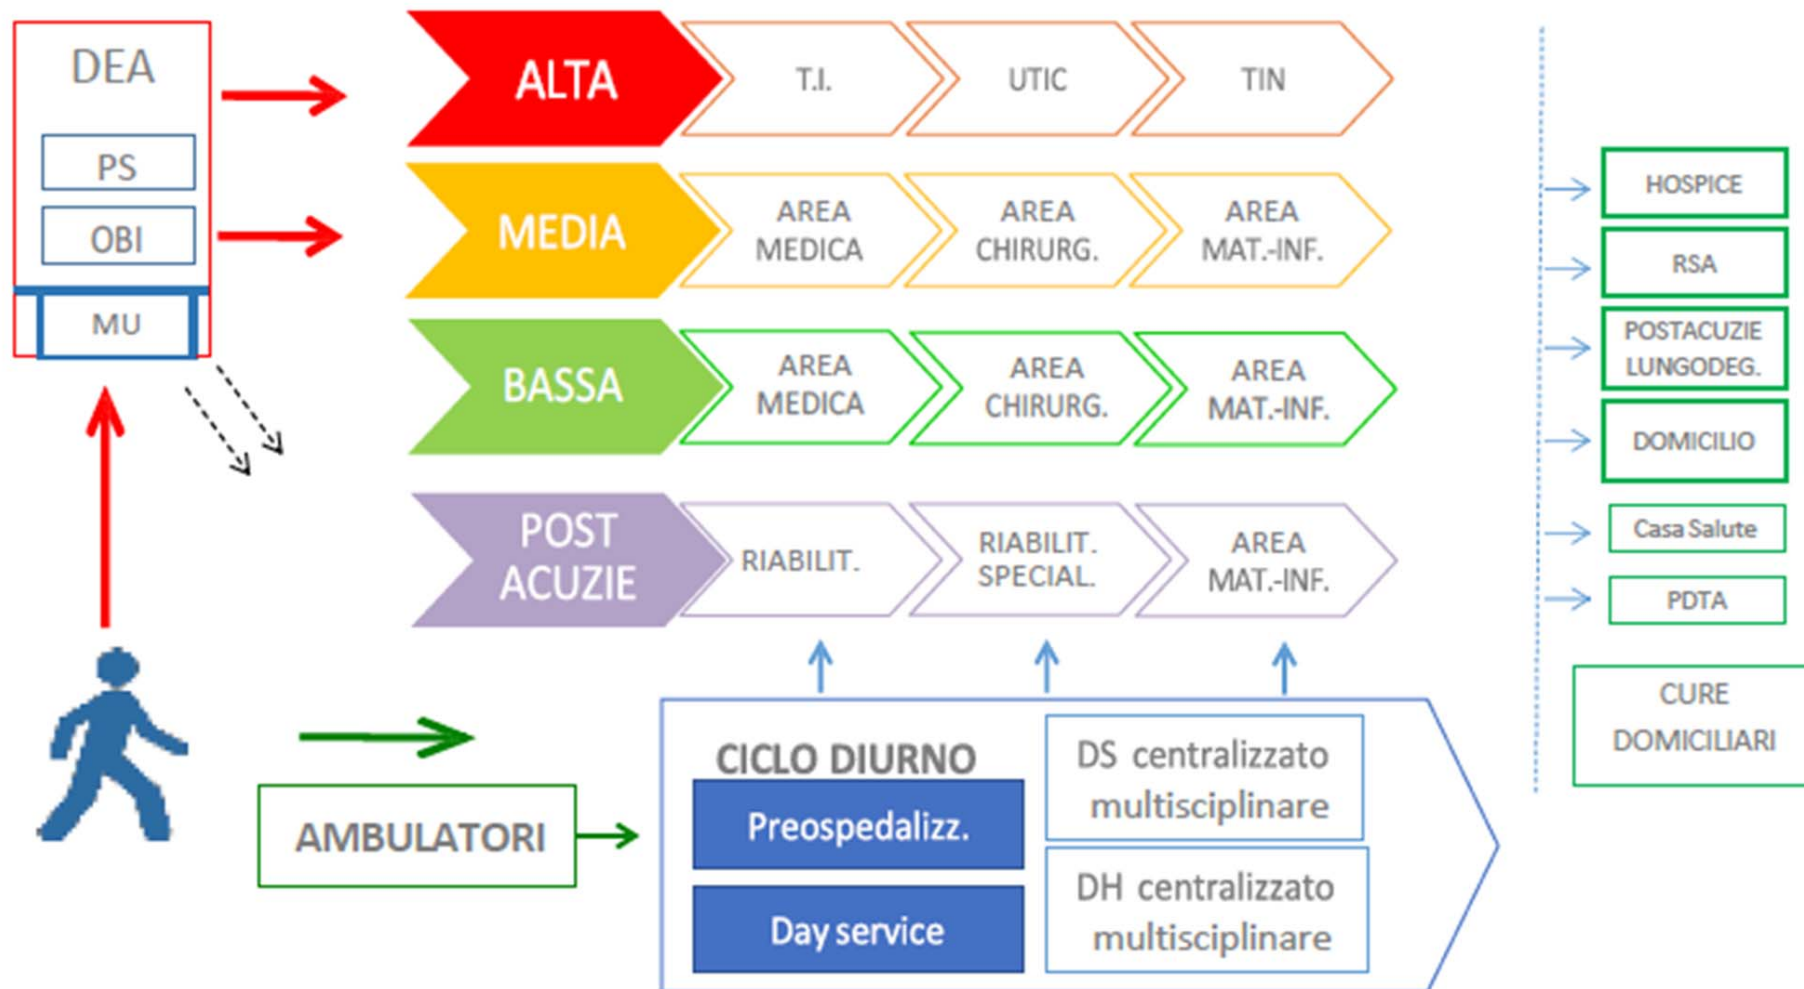 DEA
PS
OBI
MU
ALTA
T.I.
UTIC
TIN
MEDIA
AREA
MEDICA
AREA
CHIRURG.
AREA
MAT.-INF.
BASSA
AREA
MEDICA
AREA
CHIRURG.
AREA
MAT.-INF.
POST
ACUZIE
RIABILIT.
RIABILIT.
SPECIAL.
AREA
MAT.-INF.
HOSPICE
RSA
POSTACUZIE
LUNGODEG.
DOMICILIO
Casa Salute
PDTA
CURE
DOMICILIARI
AMBULATORI
CICLO DIURNO
Preospedalizz.
Day service
DS centralizzato
multisciplinare
DH centralizzato
multisciplinare